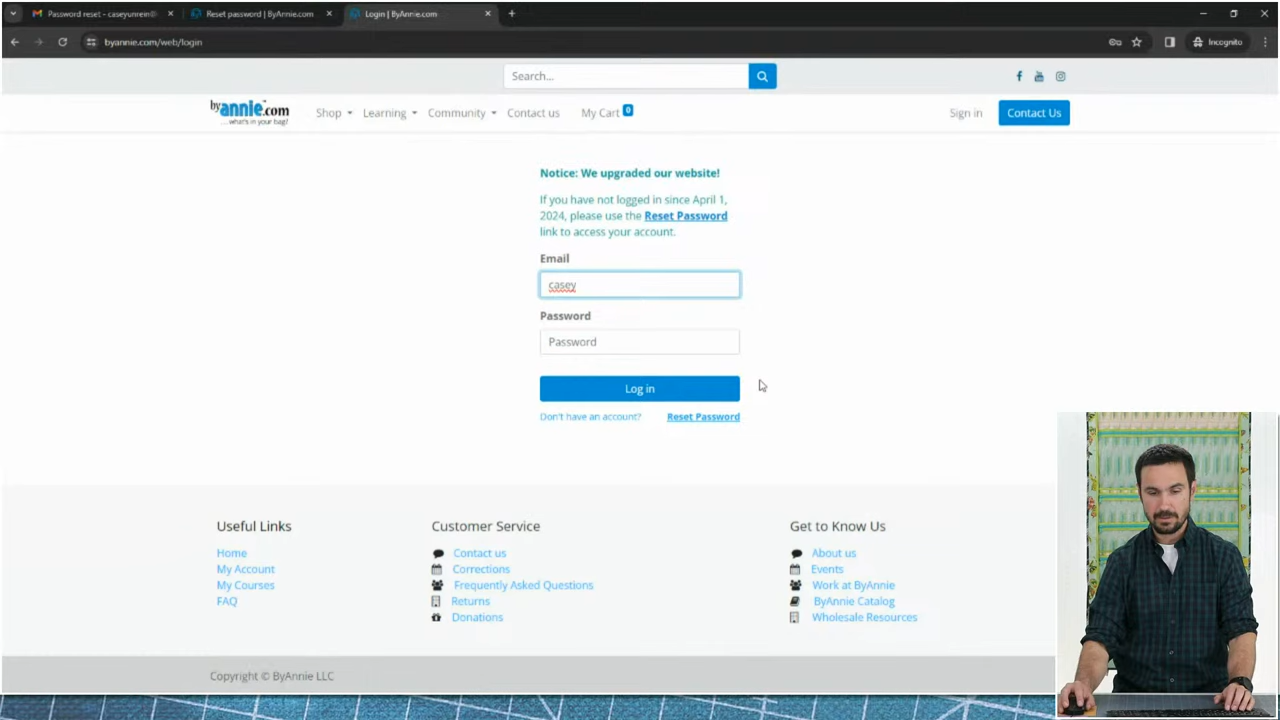 Password reset - caseyunrein@
Reset password | ByAnnie.com
Login | ByAnnie.com
byannie.com/web/login
Incognito
Search...
by annie.com
...what's in your bag?
Shop
Learning
Community
Contact us
My Cart 0
Sign in
Contact Us
Notice: We upgraded our website!
If you have not logged in since April 1,
2024, please use the Reset Password
link to access your account.
Email
casey
Password
Password
Log in
Don't have an account?
Reset Password
Useful Links
Home
My Account
My Courses
FAQ
Customer Service
Contact us
Corrections
Frequently Asked Questions
Returns
Donations
Get to Know Us
About us
Events
Work at ByAnnie
ByAnnie Catalog
Wholesale Resources
Copyright © ByAnnie LLC